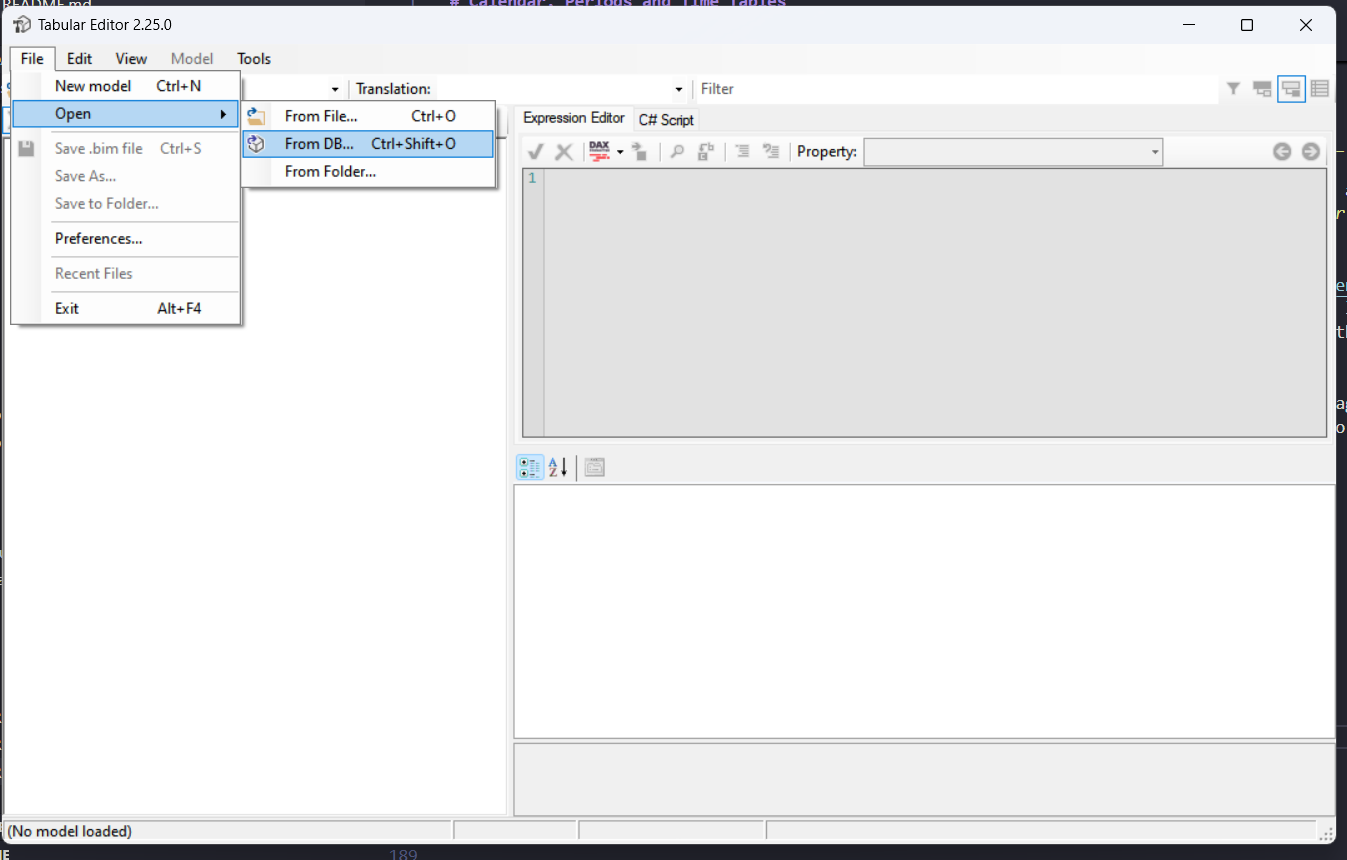 README.md
# Calendar, Periods and Time Tables
Tabular Editor 2.25.0
File Edit View Model Tools
New model Ctrl+N
Translation:
Filter
Open
From File... Ctrl+O
From DB... Ctrl+Shift+O
From Folder...
Save .bim file Ctrl+S
Save As...
Save to Folder...
Preferences...
Recent Files
Exit Alt+F4
Expression Editor C# Script
DAX
Property:
1
A
Z
(No model loaded)
189